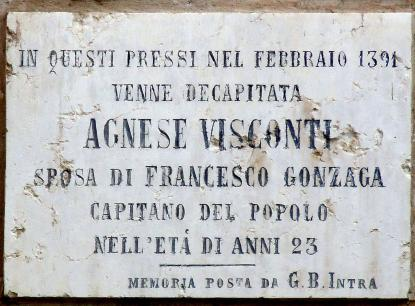 IN QUESTI PRESSI NEL FEBBRAIO 1391
VENNE DECAPITATA
AGNESE VISCONTI
SPOSA DI FRANCESCO GONZAGA
CAPITANO DEL POPOLO
NELL'ETÁ DI ANNI 23
MEMORIA POSTA DA G.B. INTRA